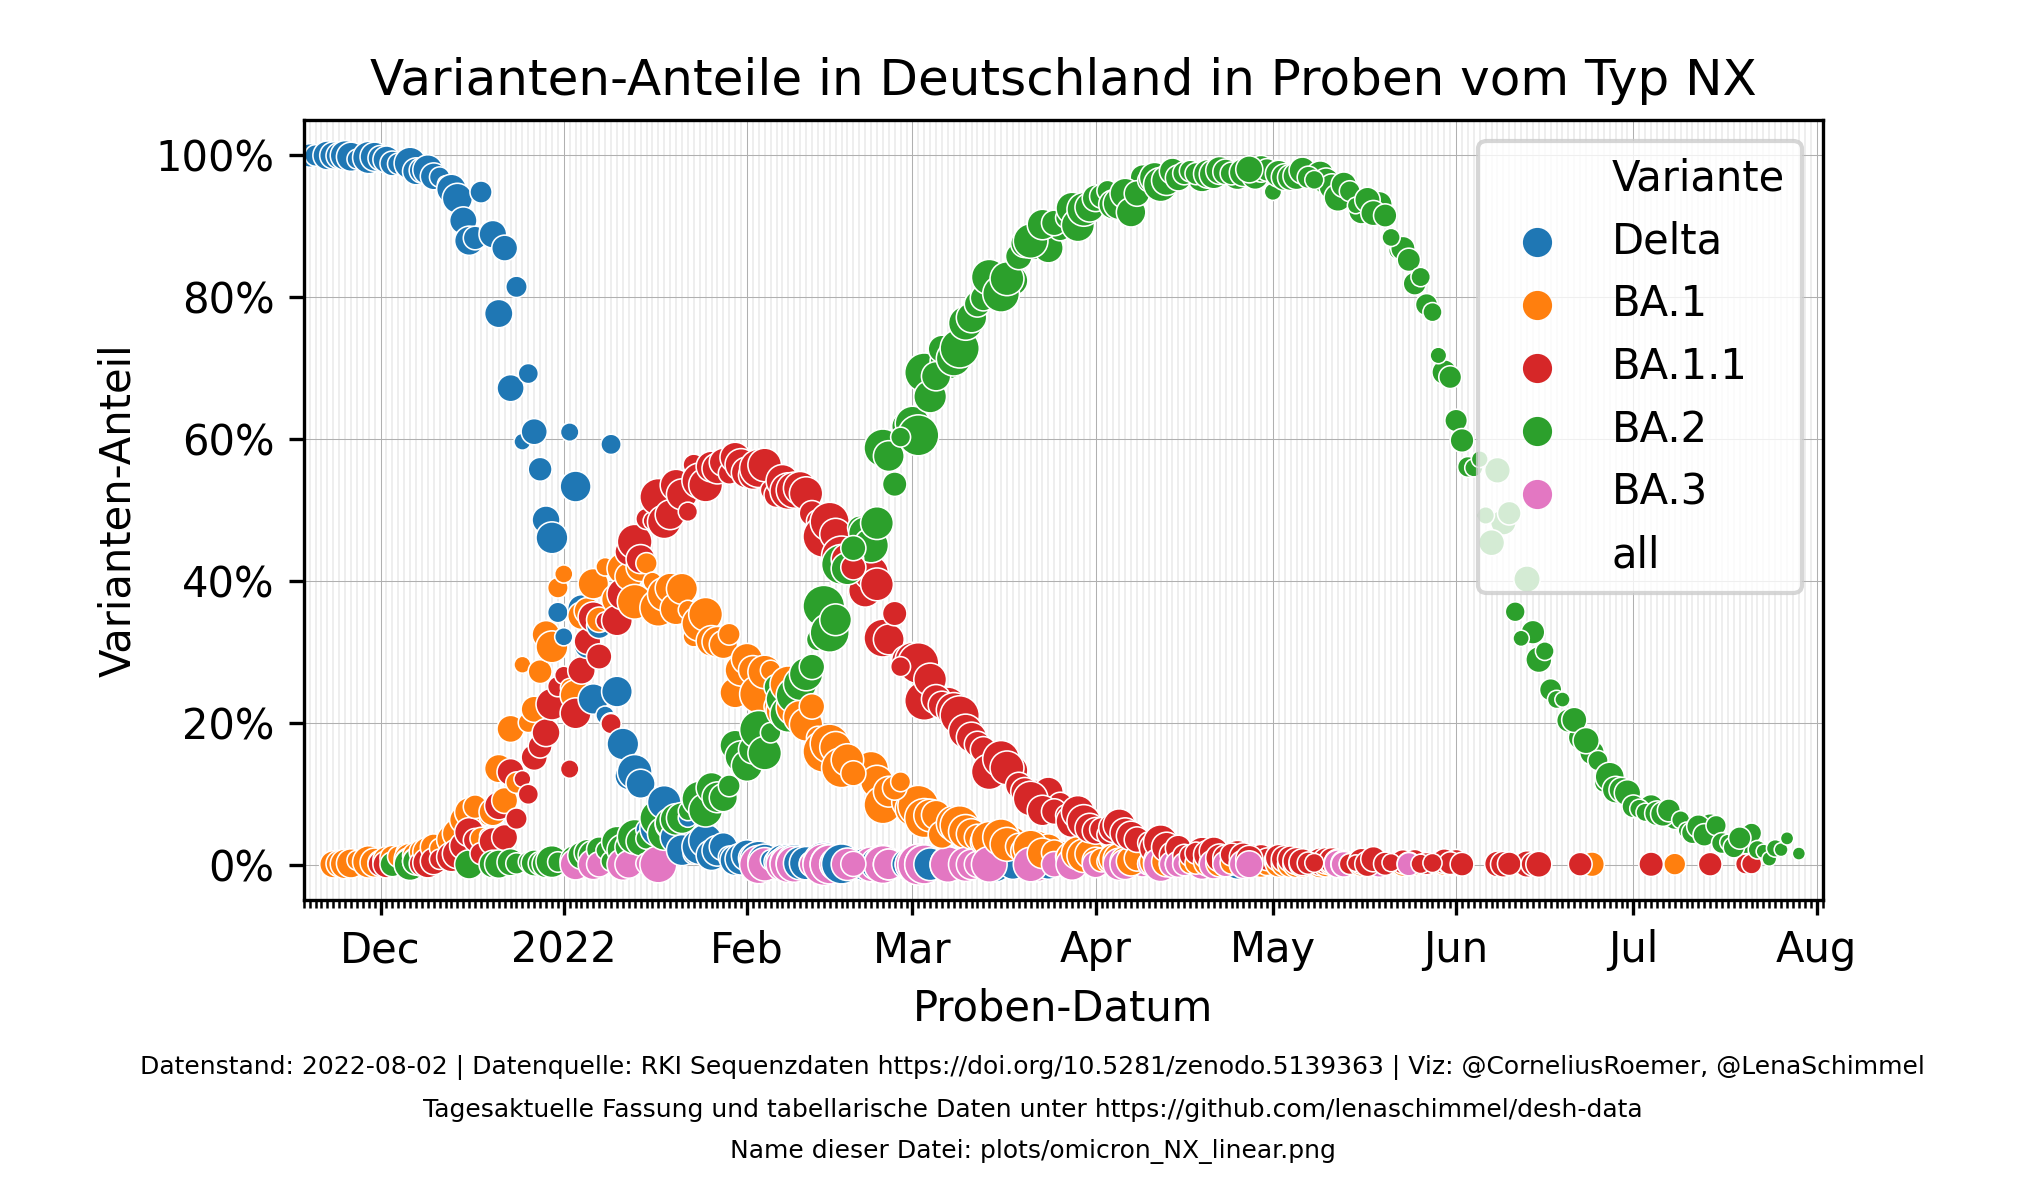 Varianten-Anteile in Deutschland in Proben vom Typ NX
Varianten-Anteil
100%
80%
60%
40%
20%
0%
Variante
Delta
BA.1
BA.1.1
BA.2
BA.3
all
Dec 2022 Feb Mar Apr May Jun Jul Aug
Proben-Datum
Datenstand: 2022-08-02 | Datenquelle: RKI Sequenzdaten https://doi.org/10.5281/zenodo.5139363 | Viz: @CorneliusRoemer, @LenaSchimmel
Tagesaktuelle Fassung und tabellarische Daten unter https://github.com/lenaschimmel/desh-data
Name dieser Datei: plots/omicron_NX_linear.png